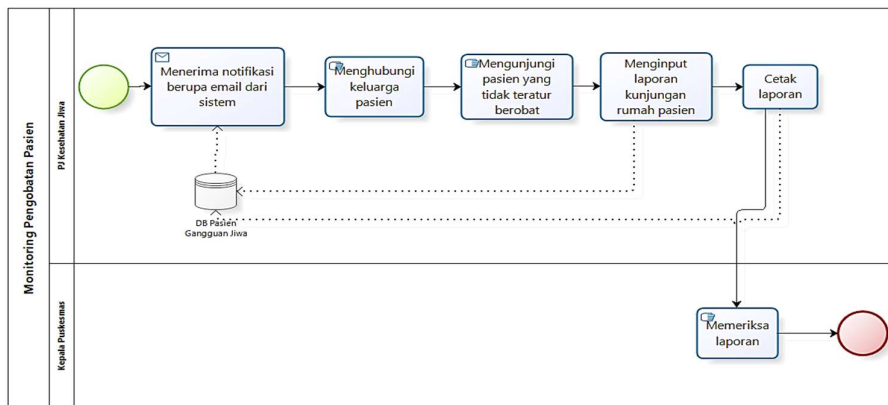 Monitoring Pengobatan Pasien
PJ Kesehatan Jiwa
Menerima notifikasi
berupa email dari
sistem
Menghubungi
keluarga
pasien
Mengunjungi
pasien yang
tidak teratur
berobat
Menginput
laporan
kunjungan
rumah pasien
Cetak
laporan
DB Pasien
Gangguan Jiwa
Kepala Puskesmas
Memeriksa
laporan